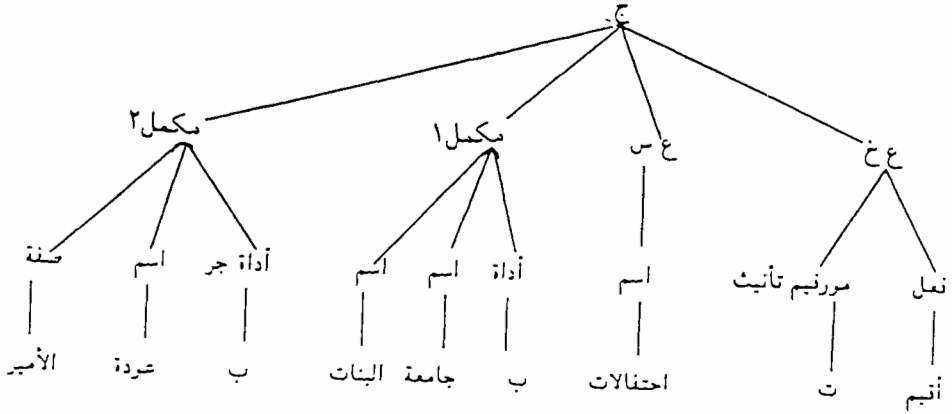 ج
ع خ ع س مكمل١ مكمل٢
فعل مورفيم تأنيث اسم أداة اسم اسم أداة جر اسم صفة
أقيم ت احتفالات ب جامعة البنات ب عودة الأمير